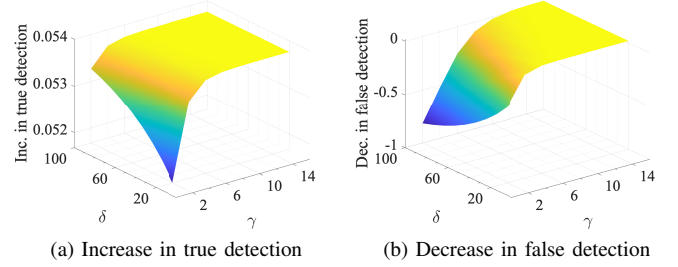 0.054
0.053
0.052
100
60
20
2
6
10
14
Inc. in true detection
δ
γ
(a) Increase in true detection
0
-0.5
-1
100
60
20
2
6
10
14
Dec. in false detection
δ
γ
(b) Decrease in false detection